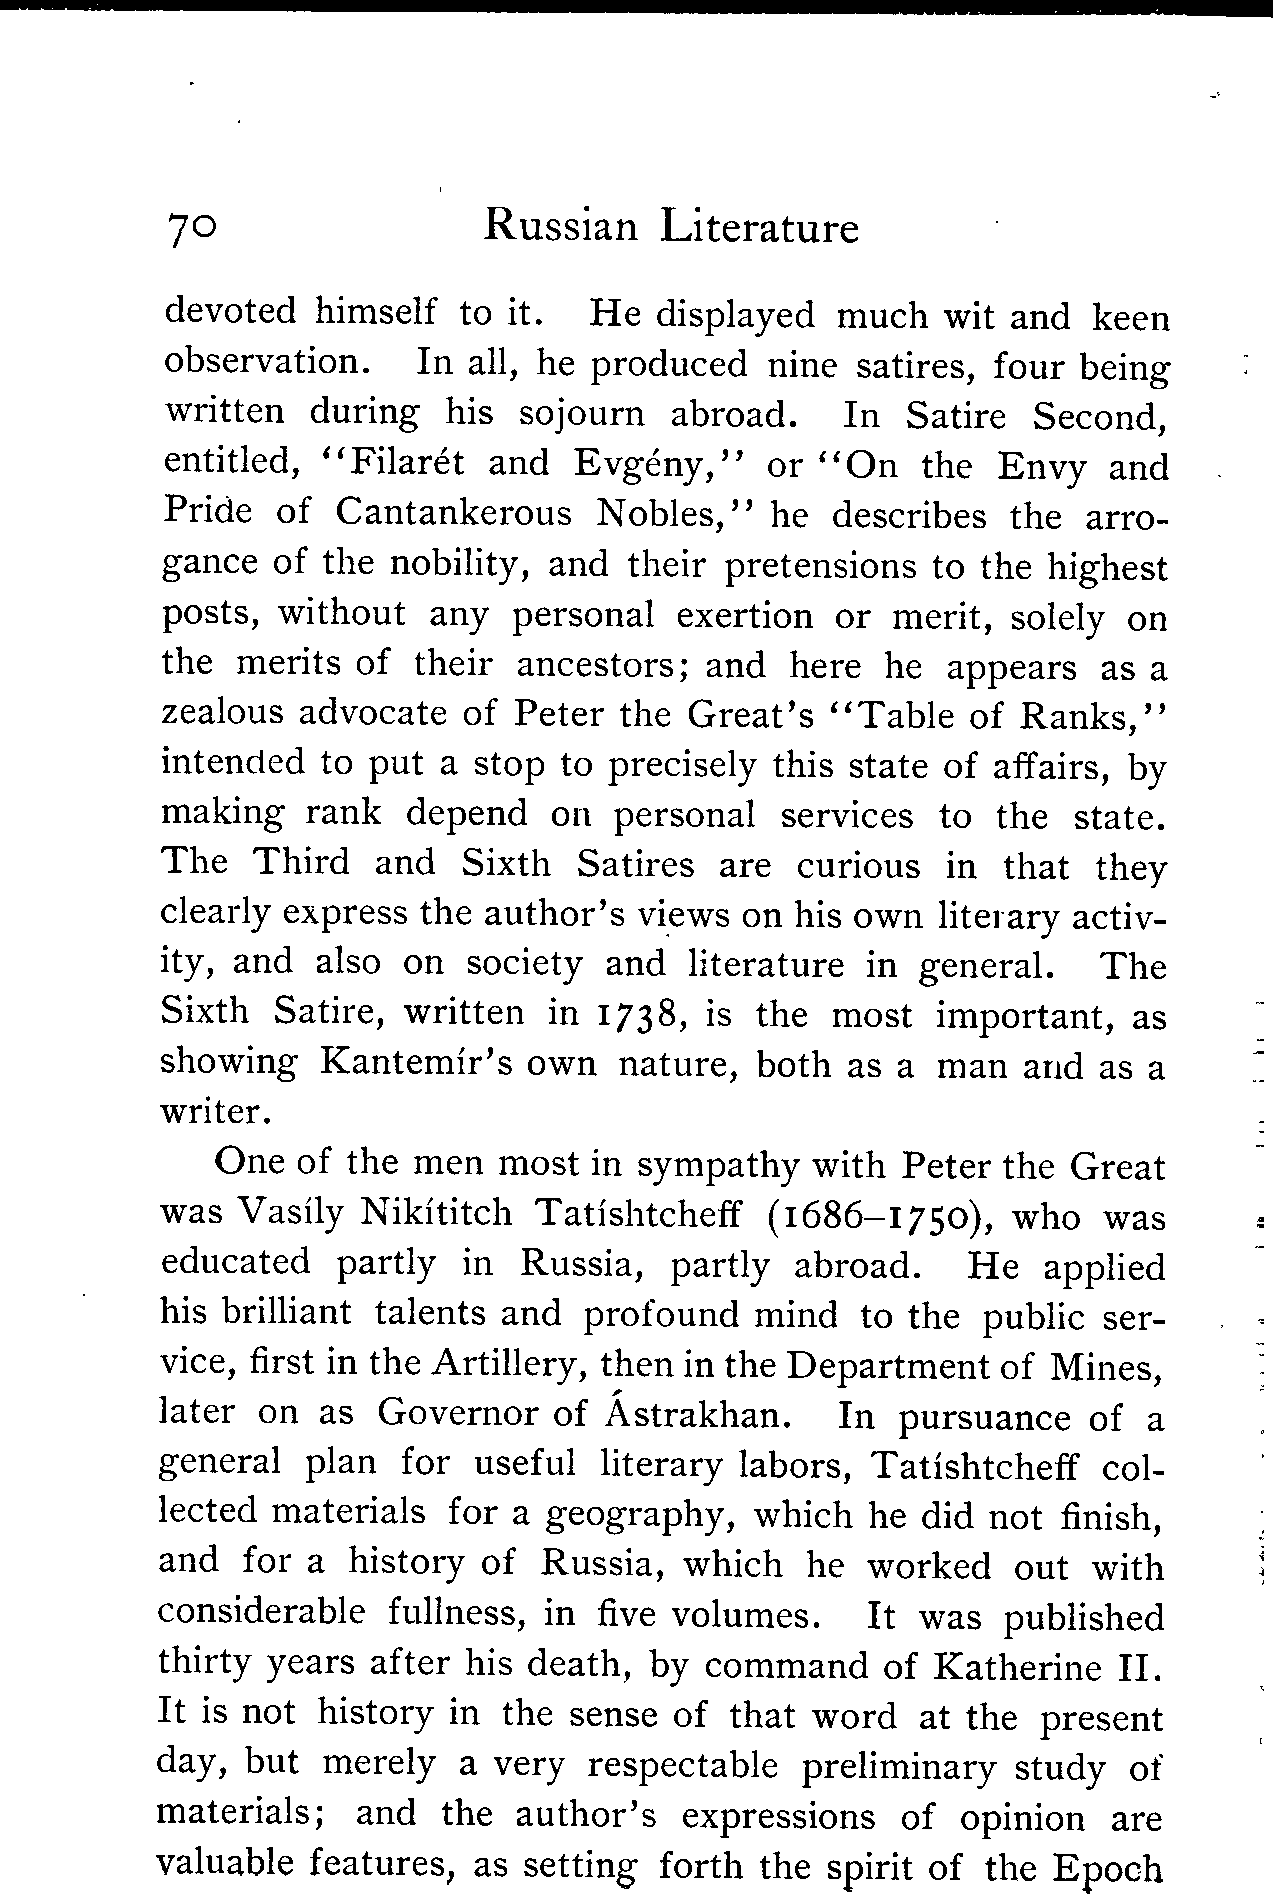 70 Russian Literature
devoted himself to it. He displayed much wit and keen
observation. In all, he produced nine satires, four being
written during his sojourn abroad. In Satire Second,
entitled, “Filarét and Evgény,” or “On the Envy and
Pride of Cantankerous Nobles,” he describes the arro-
gance of the nobility, and their pretensions to the highest
posts, without any personal exertion or merit, solely on
the merits of their ancestors; and here he appears as a
zealous advocate of Peter the Great’s “Table of Ranks,”
intended to put a stop to precisely this state of affairs, by
making rank depend on personal services to the state.
The Third and Sixth Satires are curious in that they
clearly express the author’s views on his own literary activ-
ity, and also on society and literature in general. The
Sixth Satire, written in 1738, is the most important, as
showing Kantemír’s own nature, both as a man and as a
writer.
One of the men most in sympathy with Peter the Great
was Vasíly Nikítitch Tatíshtcheff (1686–1750), who was
educated partly in Russia, partly abroad. He applied
his brilliant talents and profound mind to the public ser-
vice, first in the Artillery, then in the Department of Mines,
later on as Governor of Ástrakhan. In pursuance of a
general plan for useful literary labors, Tatíshtcheff col-
lected materials for a geography, which he did not finish,
and for a history of Russia, which he worked out with
considerable fullness, in five volumes. It was published
thirty years after his death, by command of Katherine II.
It is not history in the sense of that word at the present
day, but merely a very respectable preliminary study of
materials; and the author’s expressions of opinion are
valuable features, as setting forth the spirit of the Epoch